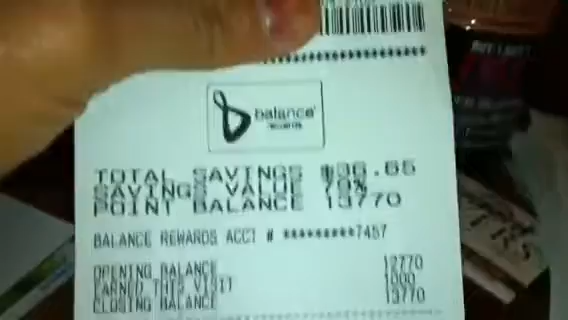 balance
rewards
TOTAL SAVINGS $36.65
SAVINGS VALUE 79%
POINT BALANCE 13770
BALANCE REWARDS ACCT # *********7457
OPENING BALANCE 12770
EARNED THIS VISIT 1000
CLOSING BALANCE 13770